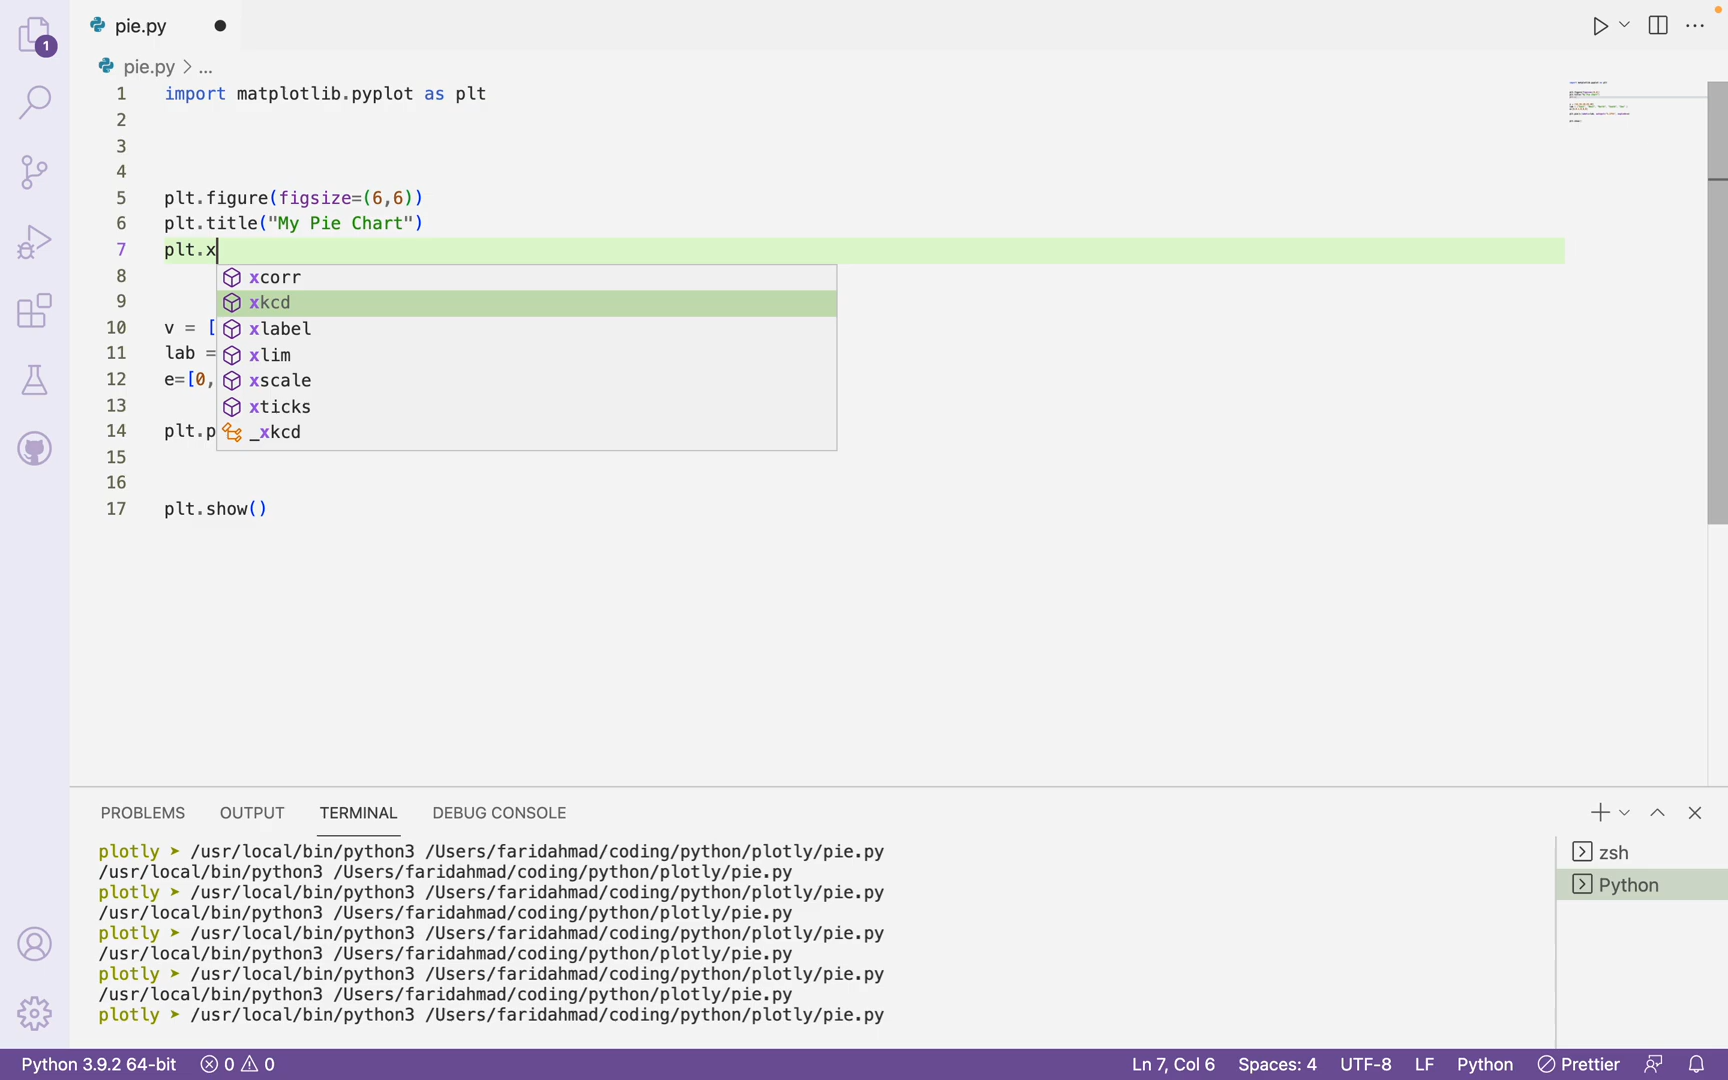 1
pie.py
pie.py > ...
1 import matplotlib.pyplot as plt
2
3
4
5 plt.figure(figsize=(6,6))
6 plt.title("My Pie Chart")
7 plt.x
8 xcorr
9 xkcd
10 v = [ xlabel
11 lab = xlim
12 e=[0, xscale
13 xticks
14 plt.p _xkcd
15
16
17 plt.show()
PROBLEMS OUTPUT TERMINAL DEBUG CONSOLE
plotly ➤ /usr/local/bin/python3 /Users/faridahmad/coding/python/plotly/pie.py
/usr/local/bin/python3 /Users/faridahmad/coding/python/plotly/pie.py
plotly ➤ /usr/local/bin/python3 /Users/faridahmad/coding/python/plotly/pie.py
/usr/local/bin/python3 /Users/faridahmad/coding/python/plotly/pie.py
plotly ➤ /usr/local/bin/python3 /Users/faridahmad/coding/python/plotly/pie.py
/usr/local/bin/python3 /Users/faridahmad/coding/python/plotly/pie.py
plotly ➤ /usr/local/bin/python3 /Users/faridahmad/coding/python/plotly/pie.py
/usr/local/bin/python3 /Users/faridahmad/coding/python/plotly/pie.py
plotly ➤ /usr/local/bin/python3 /Users/faridahmad/coding/python/plotly/pie.py
zsh
Python
Python 3.9.2 64-bit 0 0 Ln 7, Col 6 Spaces: 4 UTF-8 LF Python Prettier